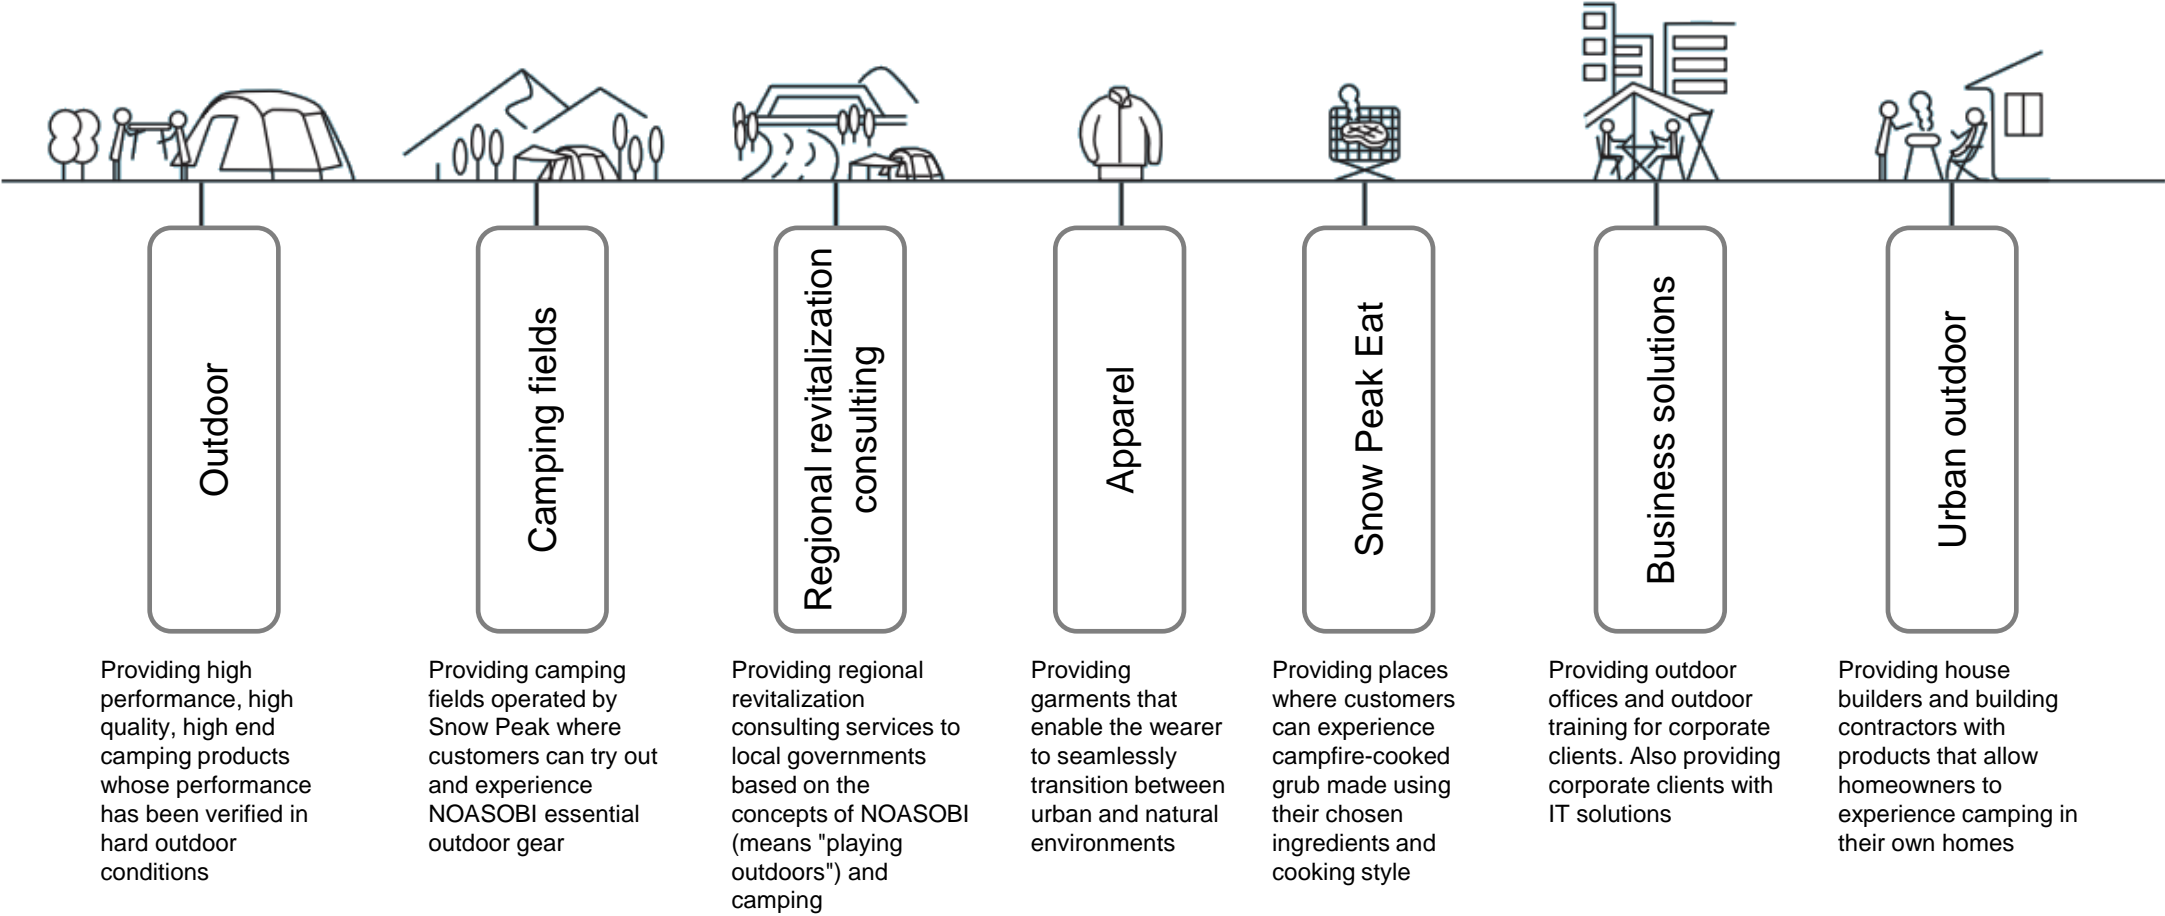 Outdoor
Camping fields
Regional revitalization
consulting
Apparel
Snow Peak Eat
Business solutions
Urban outdoor
Providing high
performance, high
quality, high end
camping products
whose performance
has been verified in
hard outdoor
conditions
Providing camping
fields operated by
Snow Peak where
customers can try out
and experience
NOASOBI essential
outdoor gear
Providing regional
revitalization
consulting services to
local governments
based on the
concepts of NOASOBI
(means "playing
outdoors") and
camping
Providing
garments that
enable the wearer
to seamlessly
transition between
urban and natural
environments
Providing places
where customers
can experience
campfire-cooked
grub made using
their chosen
ingredients and
cooking style
Providing outdoor
offices and outdoor
training for corporate
clients. Also providing
corporate clients with
IT solutions
Providing house
builders and building
contractors with
products that allow
homeowners to
experience camping in
their own homes